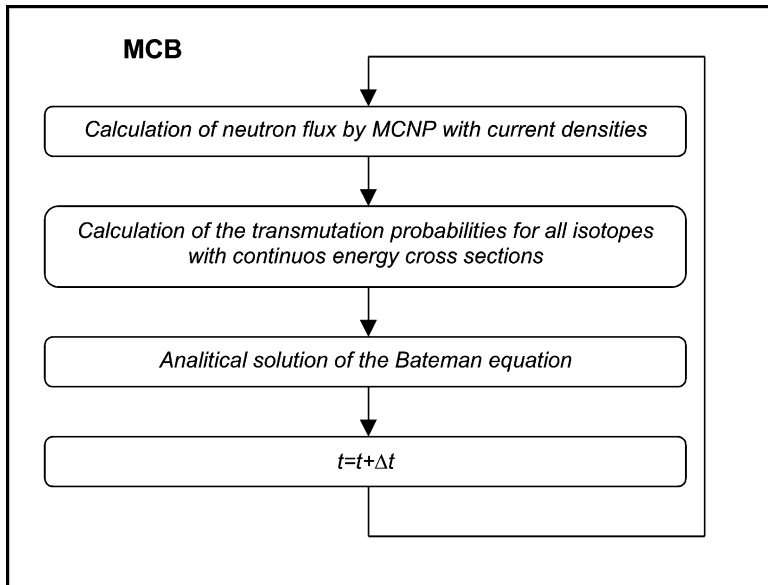 MCB
Calculation of neutron flux by MCNP with current densities
Calculation of the transmutation probabilities for all isotopes
with continuos energy cross sections
Analitical solution of the Bateman equation
t=t+Δt